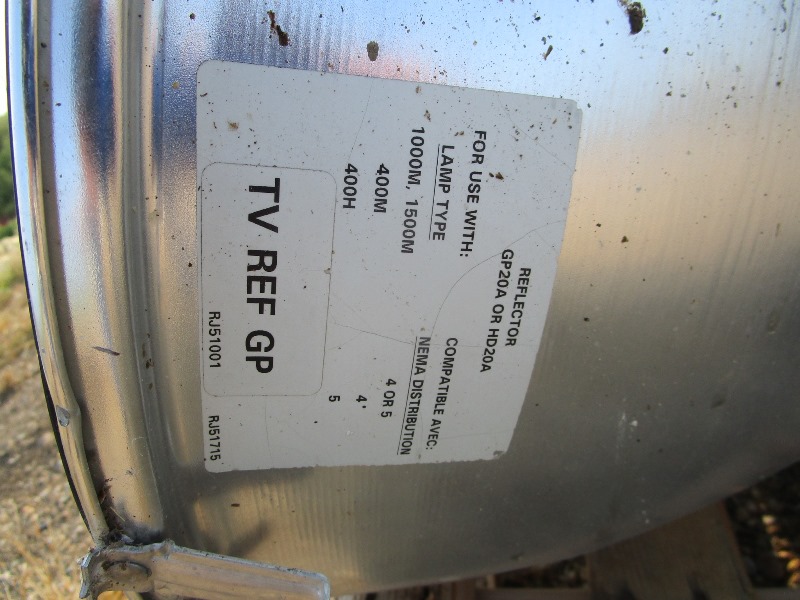 REFLECTOR
GP20A OR HD20A
FOR USE WITH: COMPATIBLE AVEC:
LAMP TYPE NEMA DISTRIBUTION
1000M, 1500M 4 OR 5
400M 4'
400H 5
TV REF GP
RJ51001 RJ51715